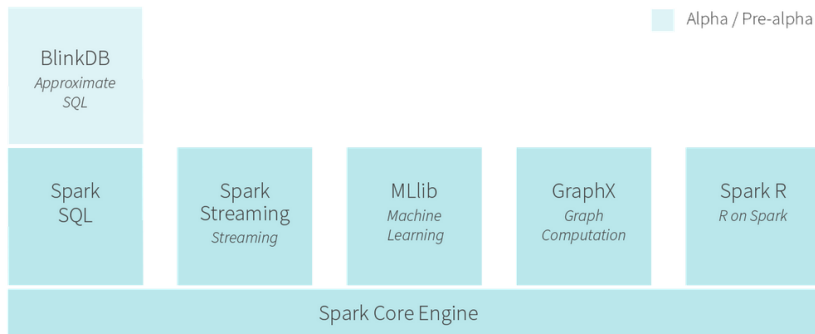 Alpha / Pre-alpha
BlinkDB
Approximate
SQL
Spark
SQL
Spark
Streaming
Streaming
MLlib
Machine
Learning
GraphX
Graph
Computation
Spark R
R on Spark
Spark Core Engine